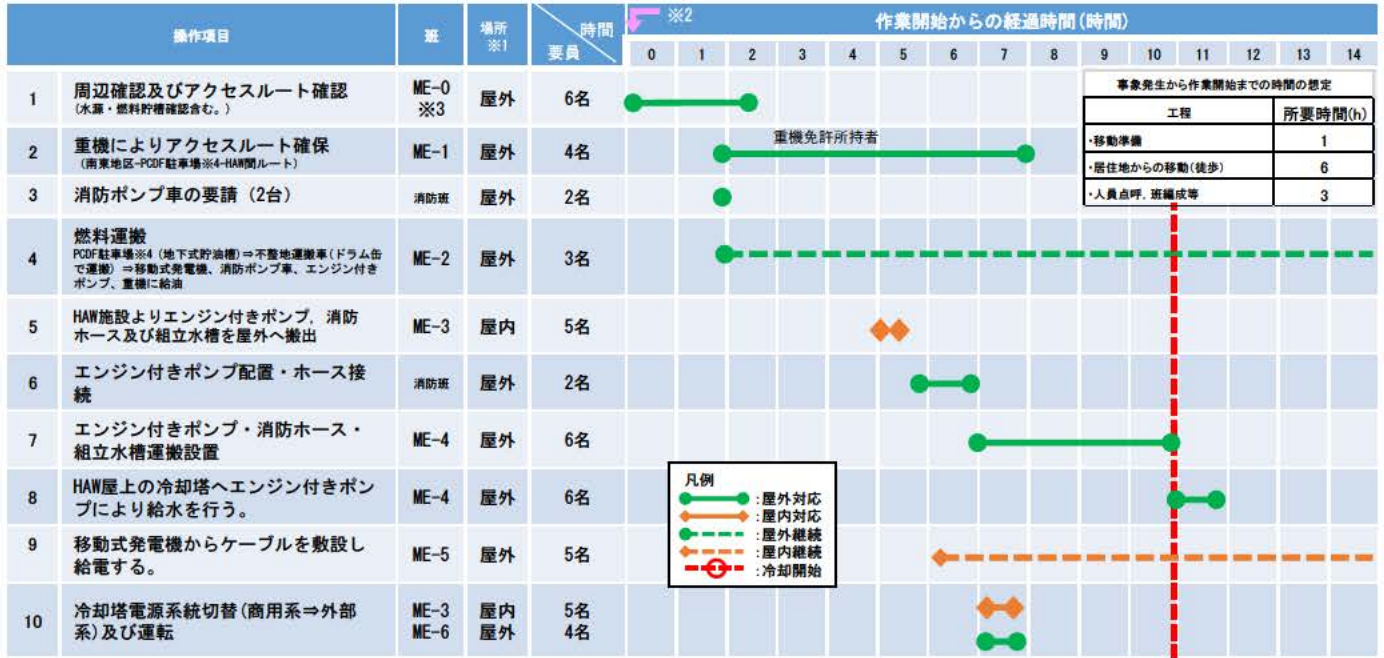 操作項目
班
場所
※1
時間
要員
※2
作業開始からの経過時間(時間)
0 1 2 3 4 5 6 7 8 9 10 11 12 13 14
事象発生から作業開始までの時間の想定
工程 所要時間(h)
・移動準備 1
・居住地からの移動(徒歩) 6
・人員点呼,班編成等 3
1
周辺確認及びアクセスルート確認
(水源・燃料貯槽確認含む。)
ME-0
※3
屋外
6名
2
重機によりアクセスルート確保
(南東地区-PCDF駐車場※4-HAW間ルート)
ME-1
屋外
4名
重機免許所持者
3
消防ポンプ車の要請(2台)
消防班
屋外
2名
4
燃料運搬
PCDF駐車場※4(地下式貯油槽)⇒不整地運搬車(ドラム缶
で運搬)⇒移動式発電機、消防ポンプ車、エンジン付き
ポンプ、重機に給油
ME-2
屋外
3名
5
HAW施設よりエンジン付きポンプ,消防
ホース及び組立水槽を屋外へ搬出
ME-3
屋内
5名
6
エンジン付きポンプ配置・ホース接
続
消防班
屋外
2名
7
エンジン付きポンプ・消防ホース・
組立水槽運搬設置
ME-4
屋外
6名
8
HAW屋上の冷却塔へエンジン付きポン
プにより給水を行う。
ME-4
屋外
6名
9
移動式発電機からケーブルを敷設し
給電する。
ME-5
屋外
5名
10
冷却塔電源系統切替(商用系⇒外部
系)及び運転
ME-3 屋内 5名
ME-6 屋外 4名
凡例
:屋外対応
:屋内対応
:屋外継続
:屋内継続
:冷却開始